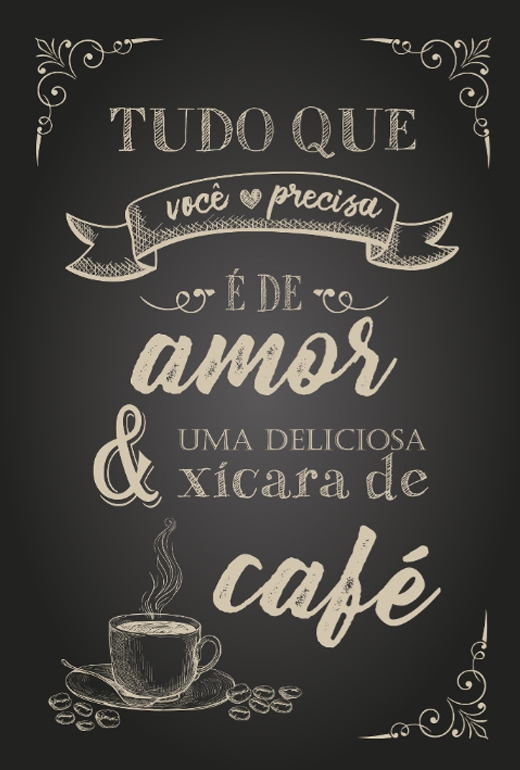 TUDO QUE
você precisa
É DE
amor
& UMA DELICIOSA
xícara de
café